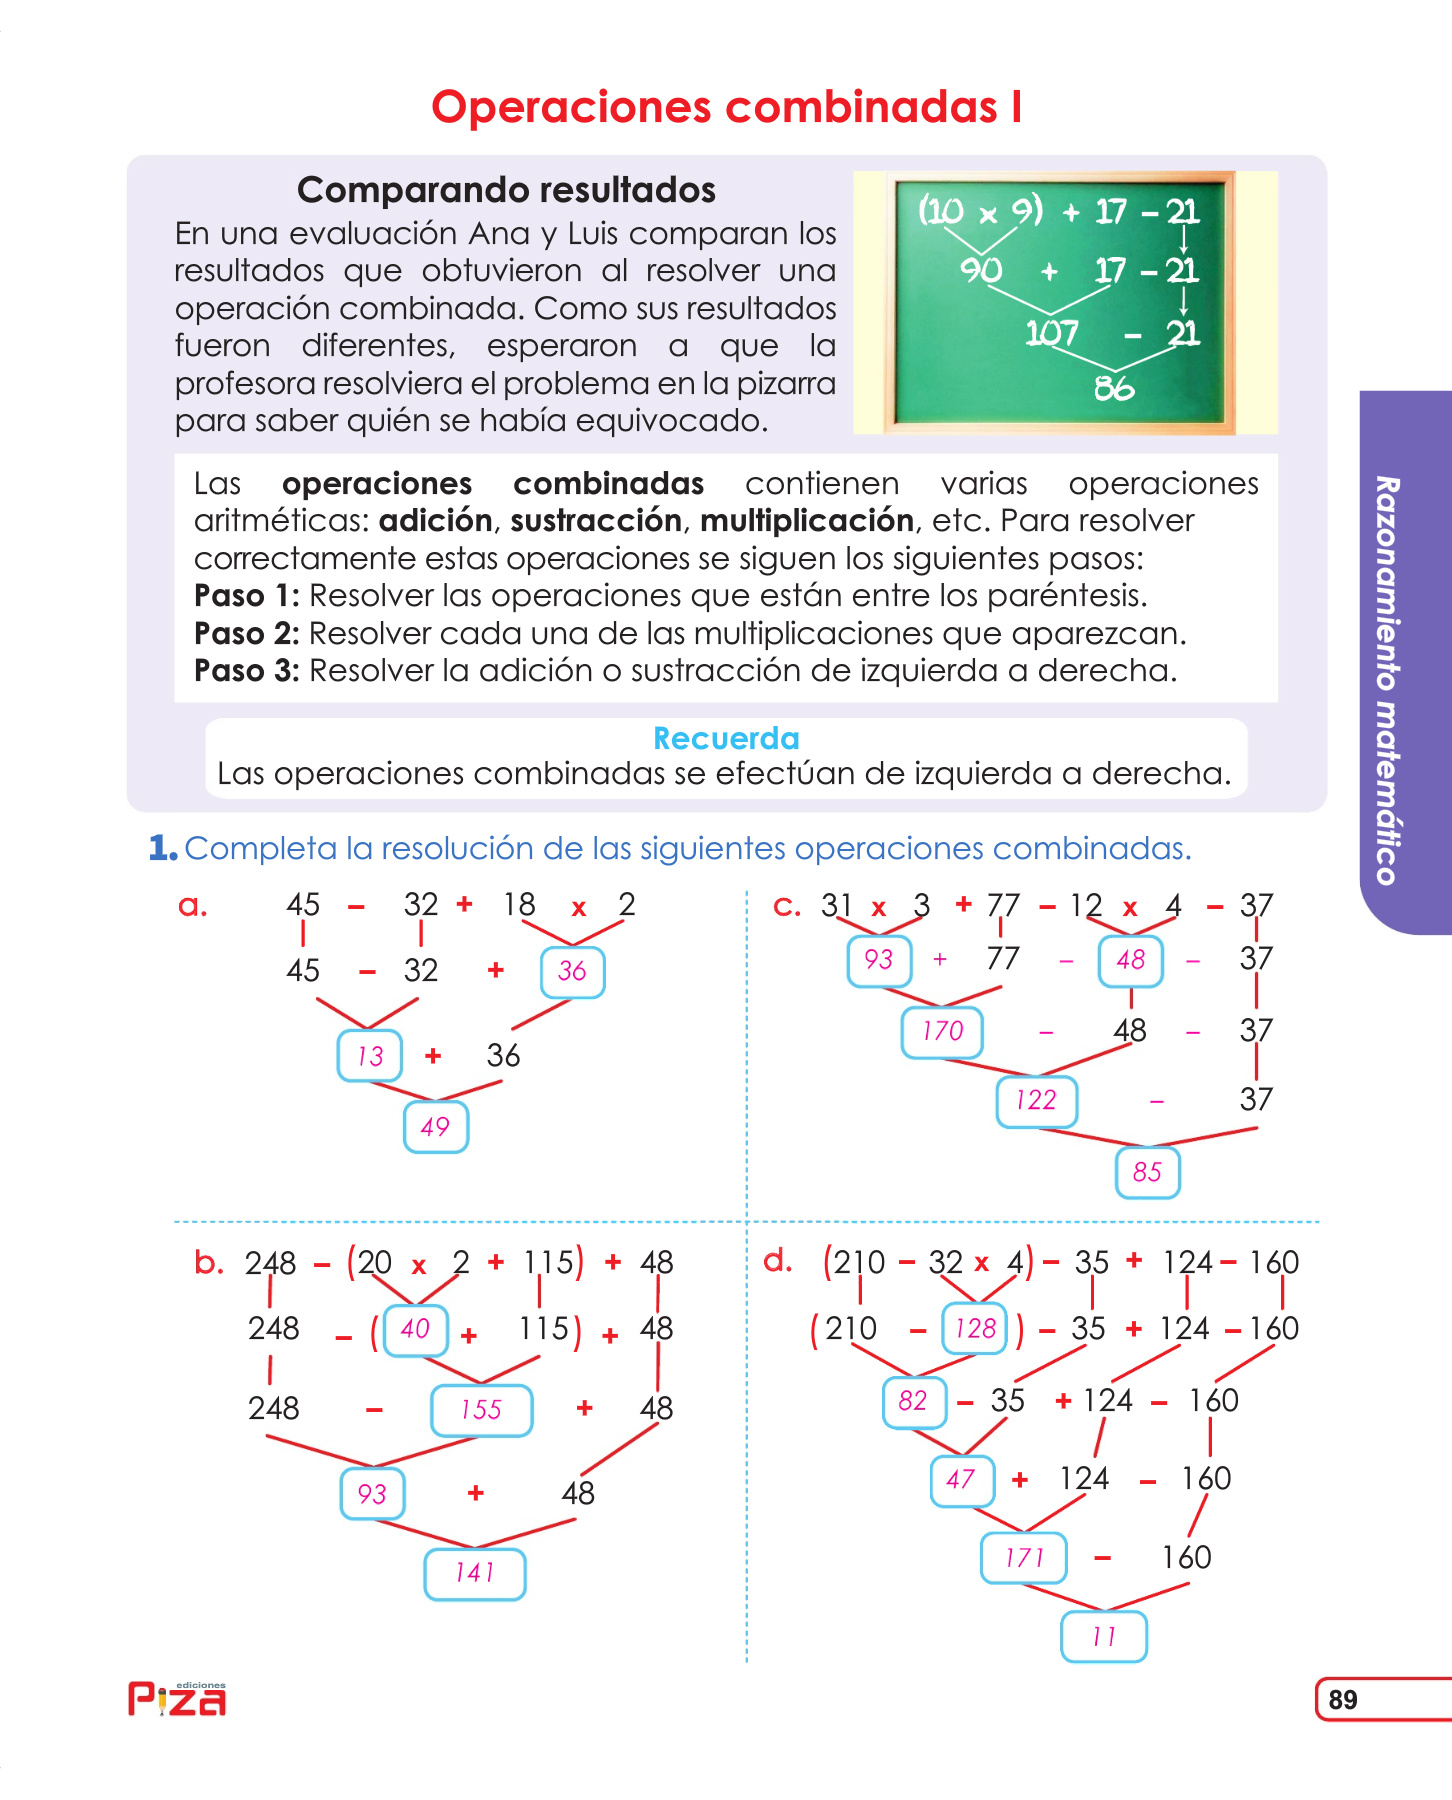 Operaciones combinadas I
Comparando resultados
En una evaluación Ana y Luis comparan los
resultados que obtuvieron al resolver una
operación combinada. Como sus resultados
fueron diferentes, esperaron a que la
profesora resolviera el problema en la pizarra
para saber quién se había equivocado.
(10 x 9) + 17 – 21
90 + 17 – 21
107 – 21
86
Las operaciones combinadas contienen varias operaciones
aritméticas: adición, sustracción, multiplicación, etc. Para resolver
correctamente estas operaciones se siguen los siguientes pasos:
Paso 1: Resolver las operaciones que están entre los paréntesis.
Paso 2: Resolver cada una de las multiplicaciones que aparezcan.
Paso 3: Resolver la adición o sustracción de izquierda a derecha.
Recuerda
Las operaciones combinadas se efectúan de izquierda a derecha.
Razonamiento matemático
1. Completa la resolución de las siguientes operaciones combinadas.
a. 45 – 32 + 18 x 2
45 – 32 + 36
13 + 36
49
c. 31 x 3 + 77 – 12 x 4 – 37
93 + 77 – 48 – 37
170 – 48 – 37
122 – 37
85
b. 248 – (20 x 2 + 115) + 48
248 – (40 + 115) + 48
248 – 155 + 48
93 + 48
141
d. (210 – 32 x 4) – 35 + 124 – 160
(210 – 128) – 35 + 124 – 160
82 – 35 + 124 – 160
47 + 124 – 160
171 – 160
11
ediciones
Piza
89